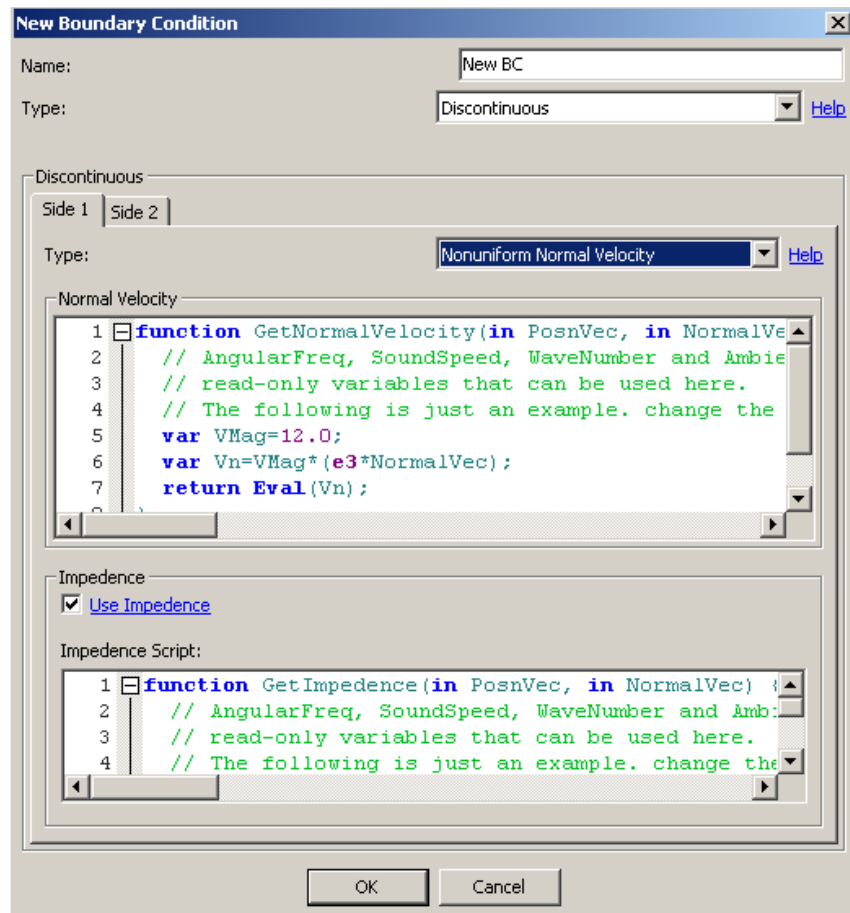 New Boundary Condition
Name: New BC
Type: Discontinuous Help
Discontinuous
Side 1 Side 2
Type: Nonuniform Normal Velocity Help
Normal Velocity
1 function GetNormalVelocity(in PosnVec, in NormalVe
2 // AngularFreq, SoundSpeed, WaveNumber and Ambie
3 // read-only variables that can be used here.
4 // The following is just an example. change the
5 var VMag=12.0;
6 var Vn=VMag*(e3*NormalVec);
7 return Eval(Vn);
Impedence
Use Impedence
Impedence Script:
1 function GetImpedence(in PosnVec, in NormalVec) {
2 // AngularFreq, SoundSpeed, WaveNumber and Amb
3 // read-only variables that can be used here.
4 // The following is just an example. change the
OK Cancel